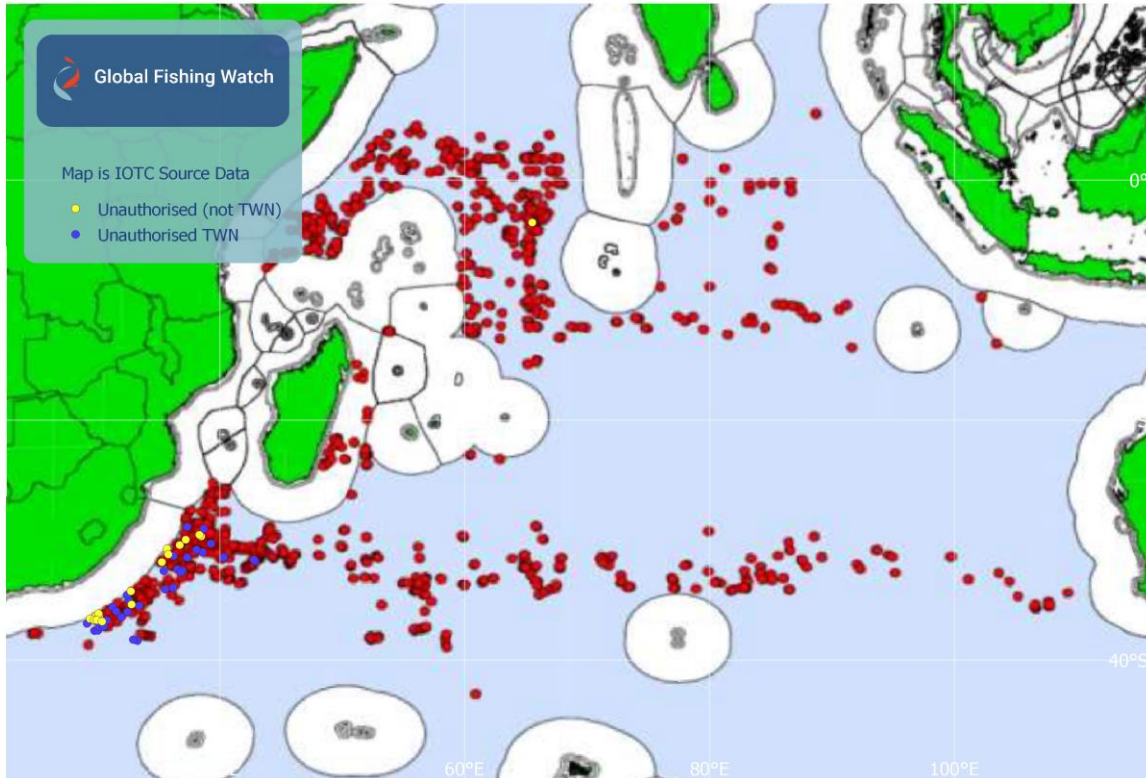 Global Fishing Watch
Map is IOTC Source Data
Unauthorised (not TWN)
Unauthorised TWN
0°
40°S
60°E
80°E
100°E